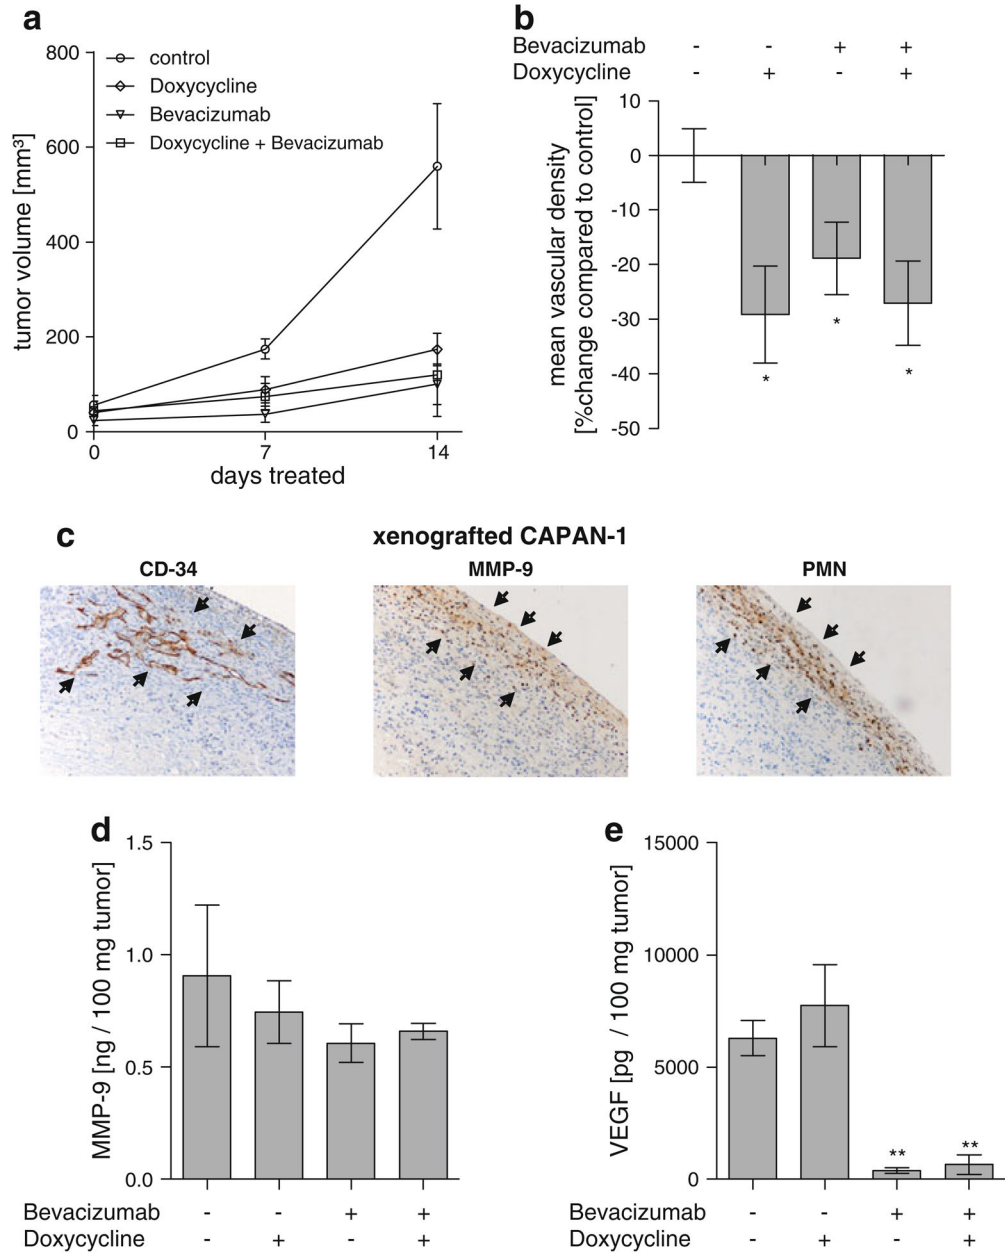 a
tumor volume [mm³]
800
600
400
200
0
control
Doxycycline
Bevacizumab
Doxycycline + Bevacizumab
0 7 14
days treated
b
Bevacizumab - - + +
Doxycycline - + - +
mean vascular density
[%change compared to control]
10
0
-10
-20
-30
-40
-50
* * *
c
xenografted CAPAN-1
CD-34 MMP-9 PMN
d
MMP-9 [ng / 100 mg tumor]
1.5
1.0
0.5
0.0
Bevacizumab - - + +
Doxycycline - + - +
e
VEGF [pg / 100 mg tumor]
15000
10000
5000
0
** **
Bevacizumab - - + +
Doxycycline - + - +